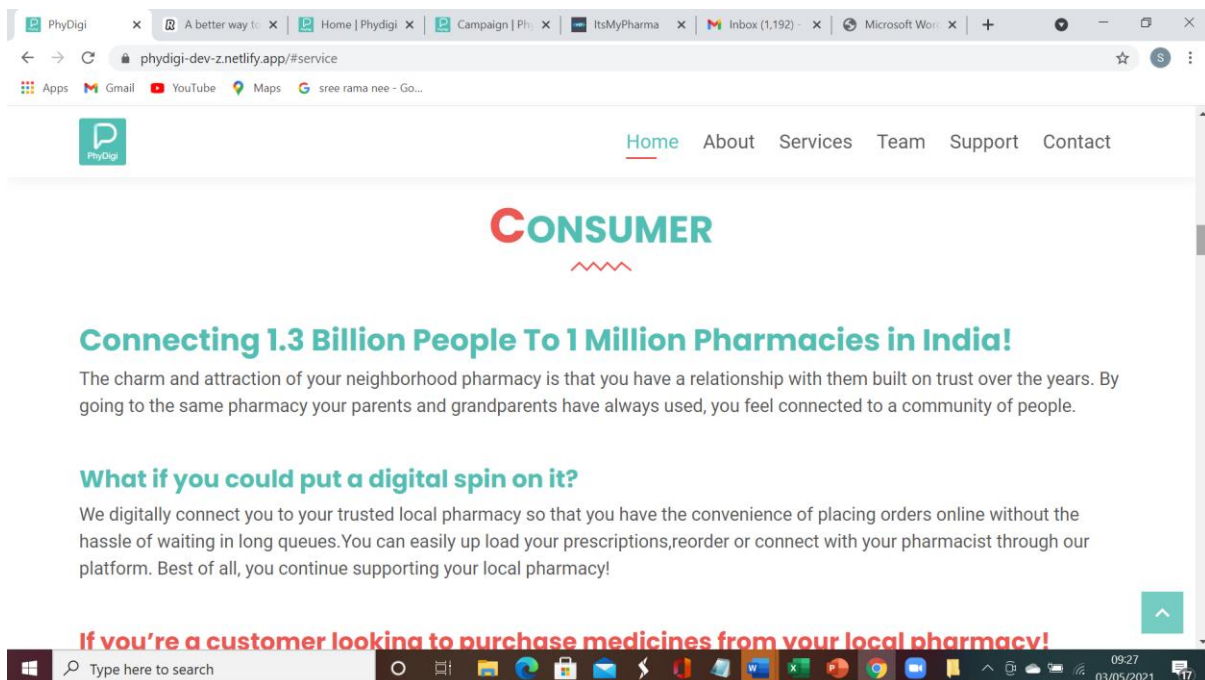 PhyDigi
A better way to
Home | Phydigi
Campaign | Ph
ItsMyPharma
Inbox (1,192) -
Microsoft Wor
phydigi-dev-z.netlify.app/#service
S
Apps
Gmail
YouTube
Maps
sree rama nee - Go...
PhyDigi
Home About Services Team Support Contact
CONSUMER
Connecting 1.3 Billion People To 1 Million Pharmacies in India!
The charm and attraction of your neighborhood pharmacy is that you have a relationship with them built on trust over the years. By
going to the same pharmacy your parents and grandparents have always used, you feel connected to a community of people.
What if you could put a digital spin on it?
We digitally connect you to your trusted local pharmacy so that you have the convenience of placing orders online without the
hassle of waiting in long queues.You can easily up load your prescriptions,reorder or connect with your pharmacist through our
platform. Best of all, you continue supporting your local pharmacy!
If you're a customer looking to purchase medicines from your local pharmacy!
Type here to search
09:27
03/05/2021
17